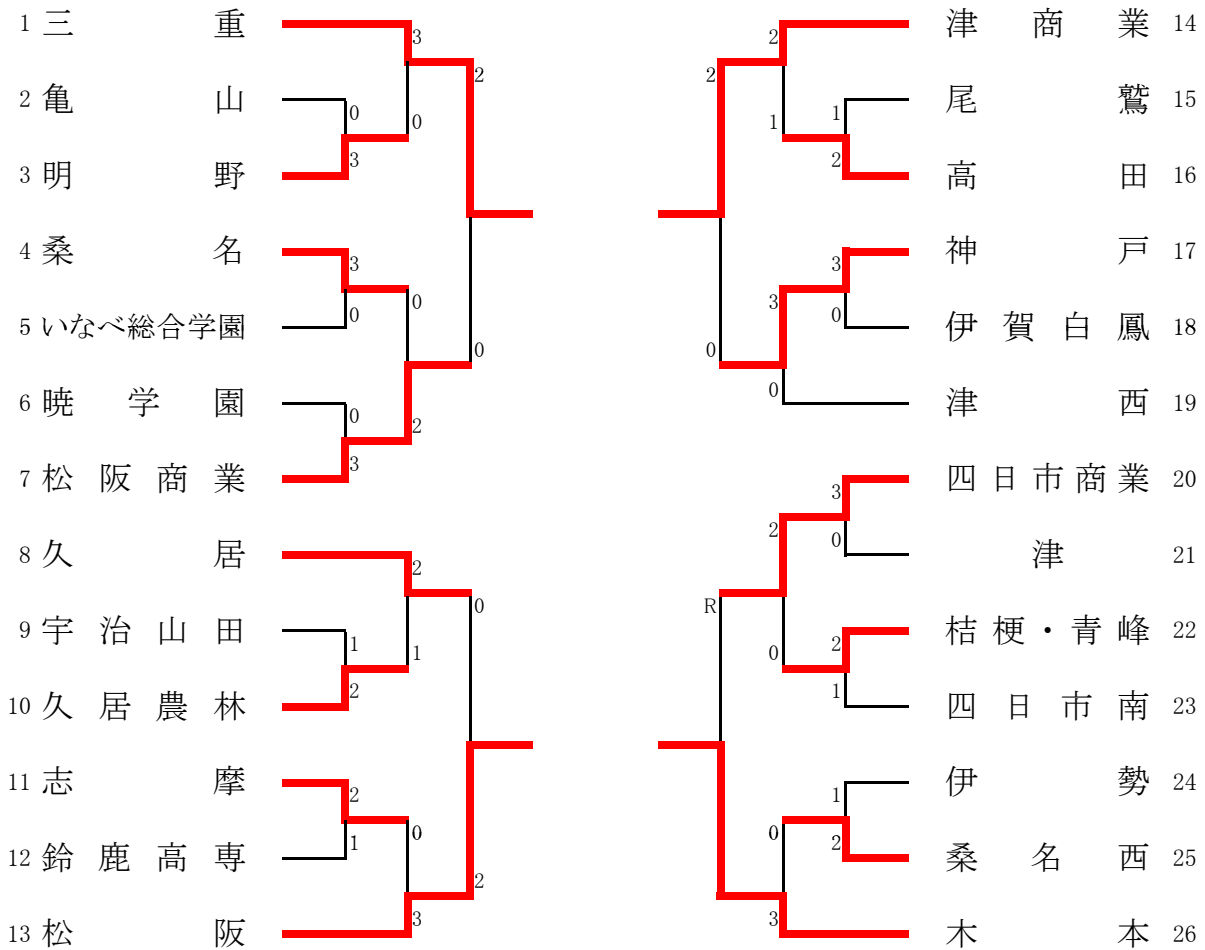 1 三重
3
2
2 亀山
0
0
3 明野
3
4 桑名
3
0
5 いなべ総合学園
0
0
6 暁学園
0
2
7 松阪商業
3
8 久居
2
0
9 宇治山田
1
1
10 久居農林
2
11 志摩
2
0
12 鈴鹿高専
1
2
13 松阪
3
津商業 14
2
2
尾鷲 15
1
1
高田 16
2
神戸 17
3
3
伊賀白鳳 18
0
0
津西 19
0
四日市商業 20
3
2
津 21
0
R
桔梗・青峰 22
2
0
四日市南 23
1
伊勢 24
1
0
桑名西 25
2
木本 26
3